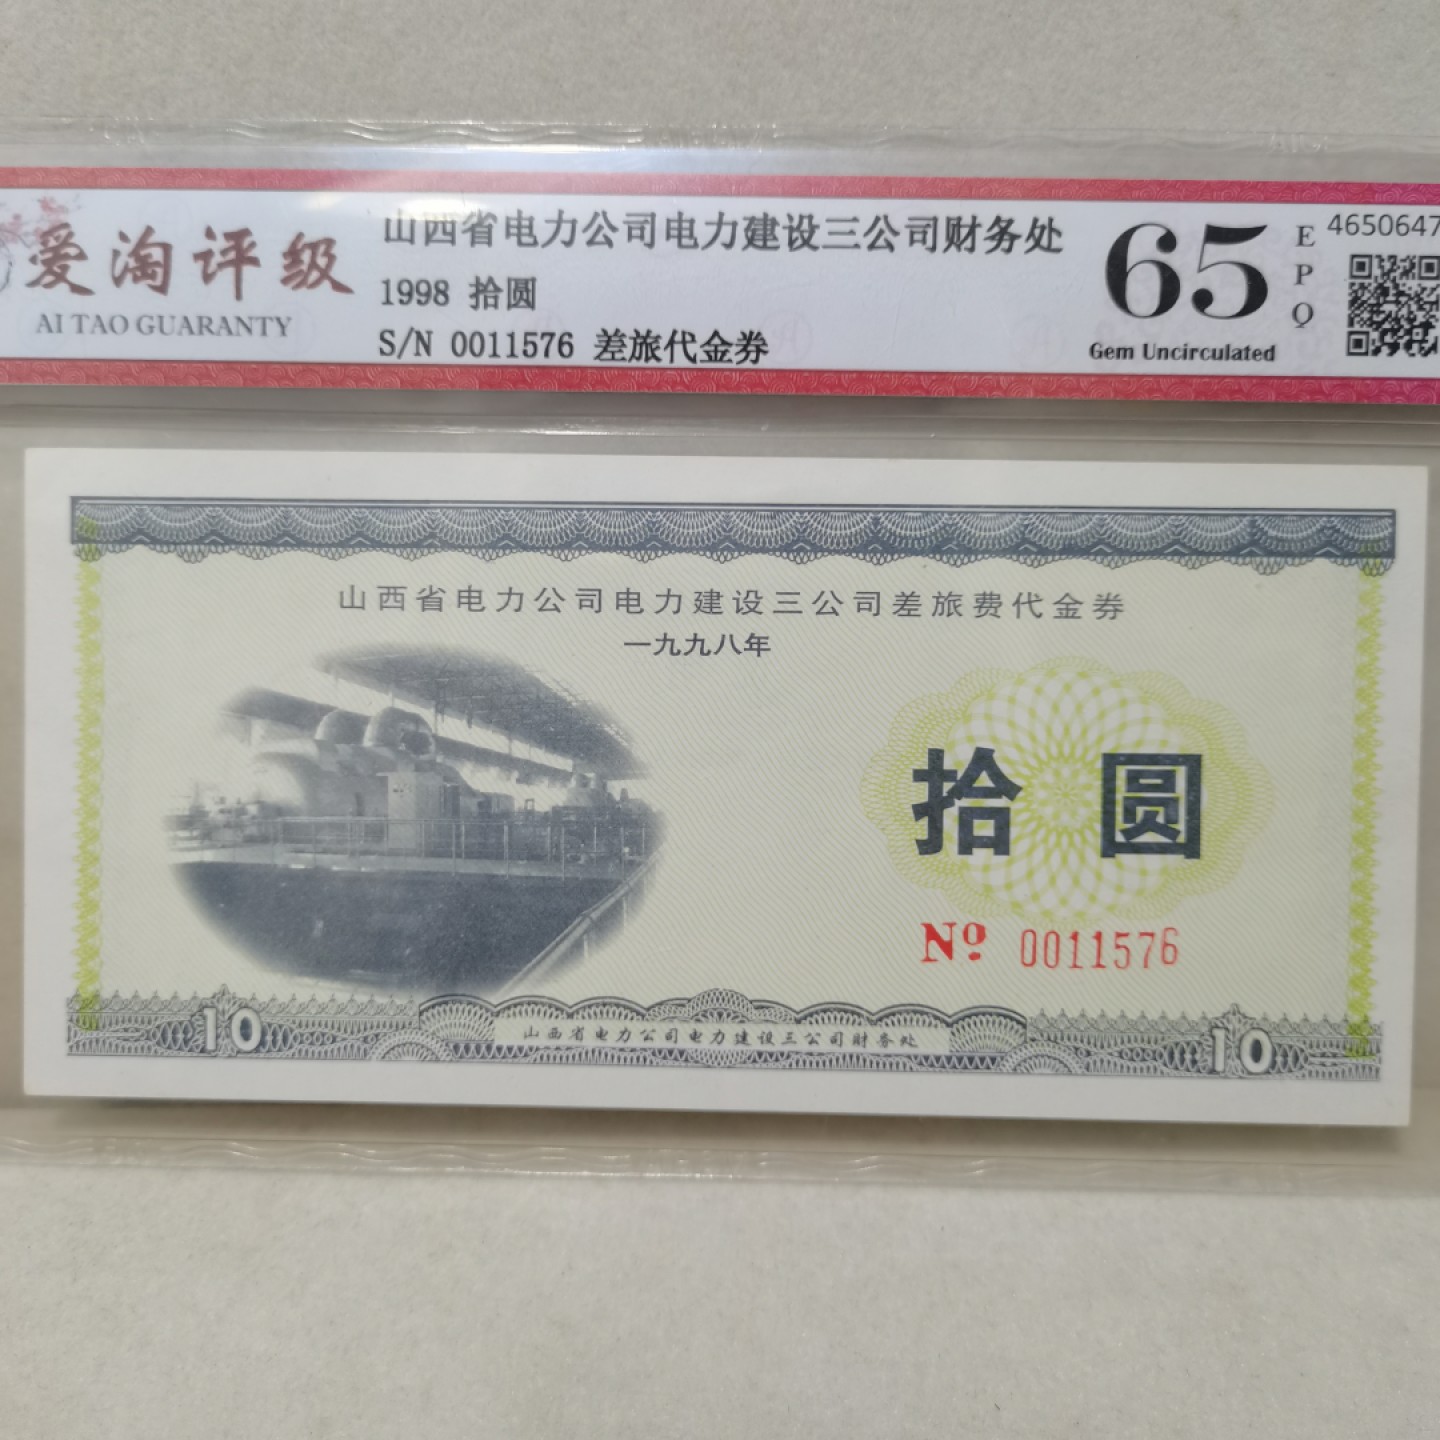 爱淘评级
AI TAO GUARANTY
山西省电力公司电力建设三公司财务处
1998 拾圆
S/N 0011576 差旅代金券
65
EPQ
Gem Uncirculated
4650647
山西省电力公司电力建设三公司差旅费代金券
一九九八年
拾圆
Nº 0011576
10
山西省电力公司电力建设三公司财务处
10